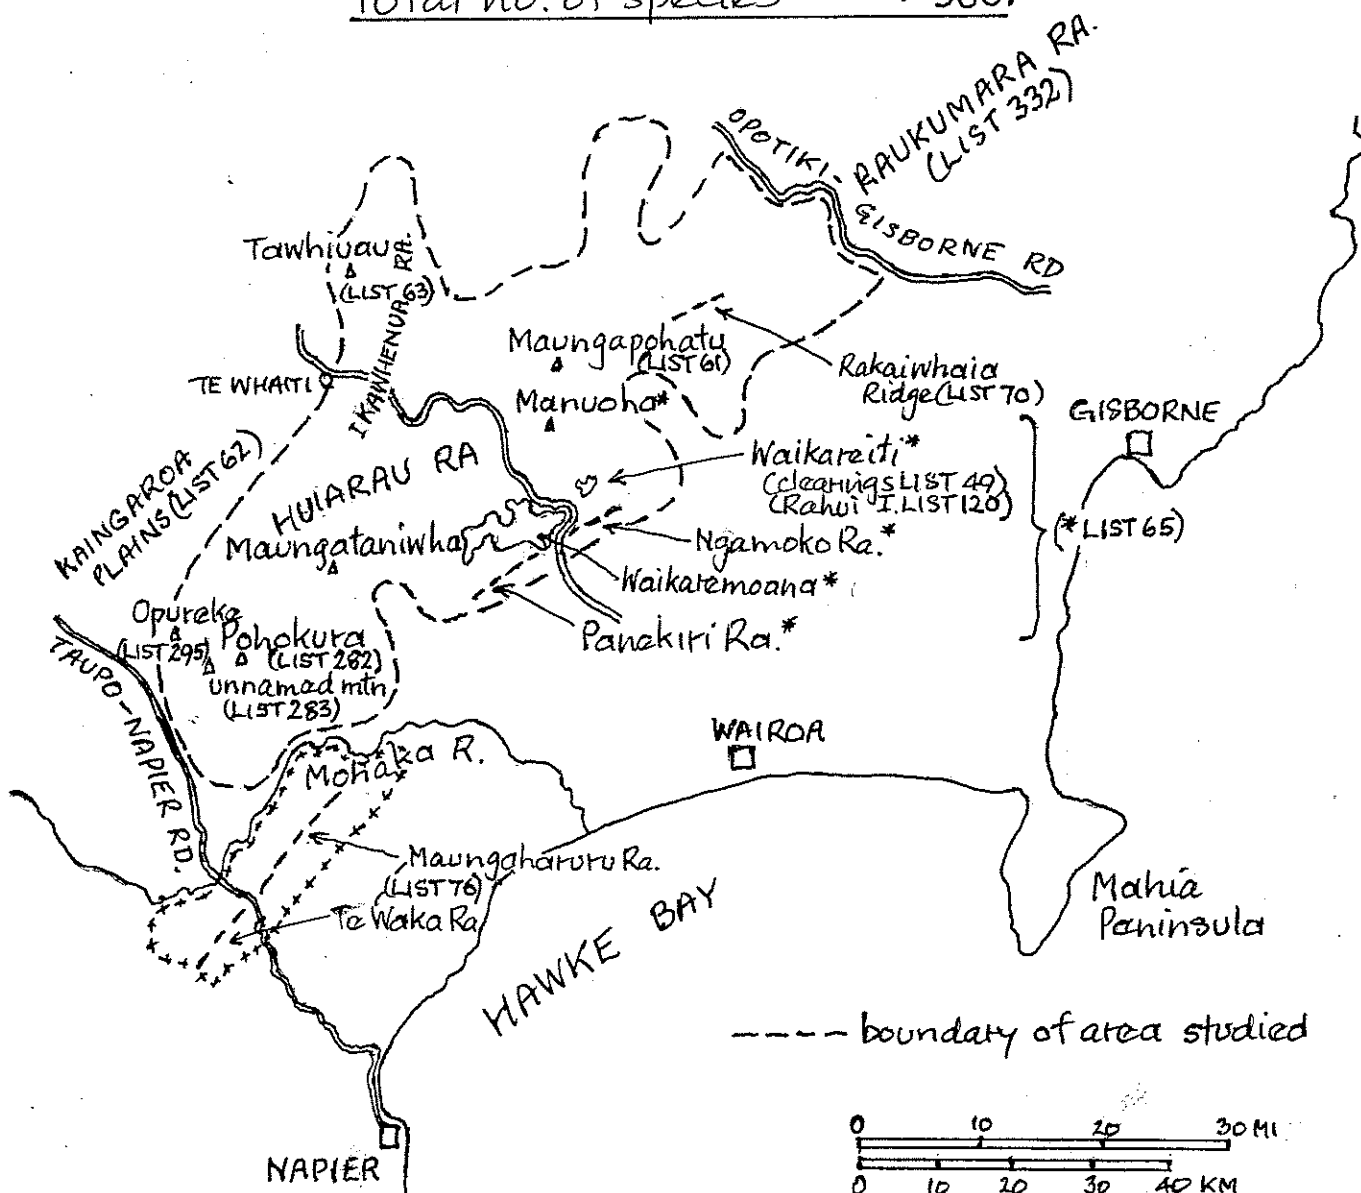 Total no. of species
RAUKUMARA RA.
(LIST 332)
OPOTIKI-
GISBORNE RD
Tawhiuau
(LIST 63)
IKAWHENUA RA.
Maungapohatu
(LIST 61)
Rakaiwhaia
Ridge (LIST 70)
TE WHAITI
Manuoha*
GISBORNE
KAINGAROA
PLAINS (LIST 62)
HUIARAU RA
Waikareiti*
(clearings LIST 49)
(Rahui I. LIST 120)
(* LIST 65)
Maungataniwha
Ngamoko Ra.*
Waikaremoana*
Panekiri Ra.*
Opureke
(LIST 295)
Pohokura
(LIST 282)
unnamed mtn
(LIST 283)
TAUPO-NAPIER RD.
WAIROA
Mohaka R.
Maungaharuru Ra.
(LIST 76)
Te Waka Ra
Mahia
Peninsula
HAWKE BAY
boundary of area studied
NAPIER
0 10 20 30 MI
0 10 20 30 40 KM